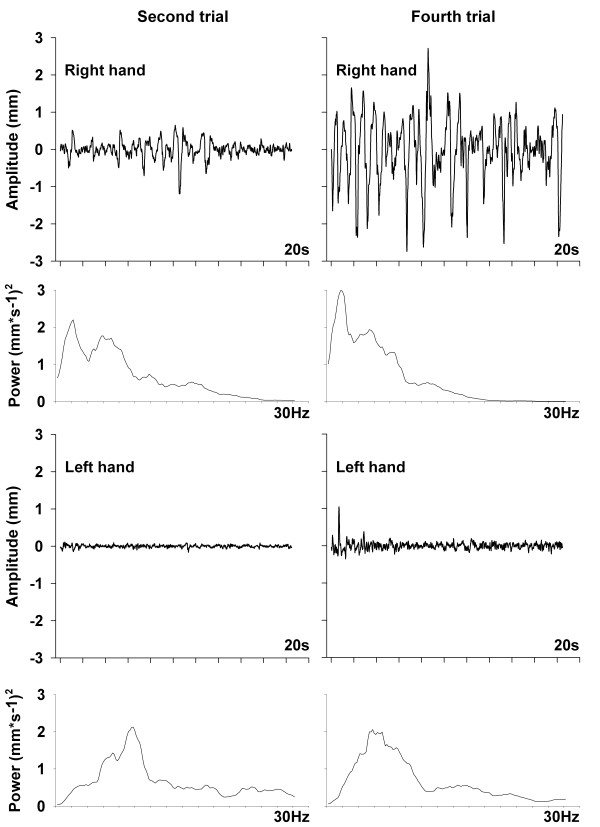 Second trial Fourth trial
3 Right hand Right hand
2
1
0
-1
-2
-3
Amplitude (mm)
20s 20s
3
2
1
0
Power (mm*s-1)2
30Hz 30Hz
3
2
1
0
-1
-2
-3
Amplitude (mm)
Left hand Left hand
20s 20s
3
2
1
0
Power (mm*s-1)2
30Hz 30Hz